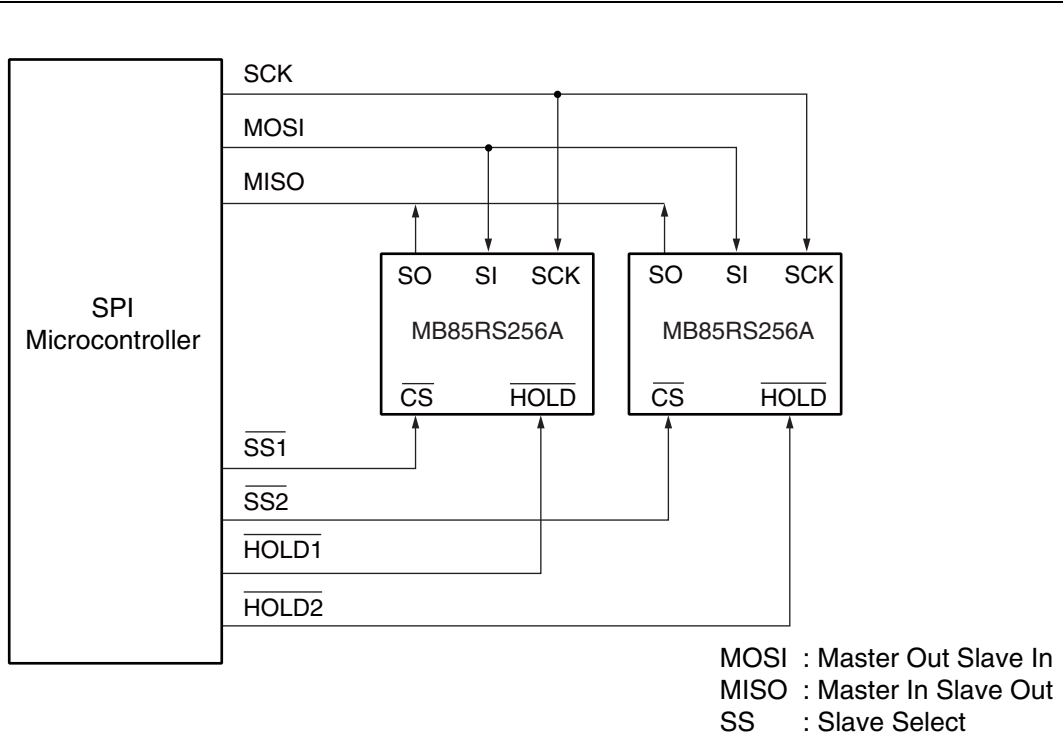 SCK
MOSI
MISO
SO SI SCK
MB85RS256A
CS HOLD
SO SI SCK
MB85RS256A
CS HOLD
SPI
Microcontroller
SS1
SS2
HOLD1
HOLD2
MOSI : Master Out Slave In
MISO : Master In Slave Out
SS : Slave Select